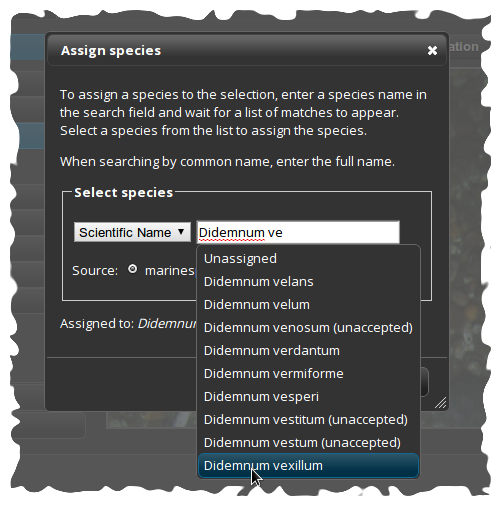 Assign species
ation
To assign a species to the selection, enter a species name in
the search field and wait for a list of matches to appear.
Select a species from the list to assign the species.
When searching by common name, enter the full name.
Select species
Scientific Name
Didemnum ve
Source: marines
Assigned to: Didemnum
Unassigned
Didemnum velans
Didemnum velum
Didemnum venosum (unaccepted)
Didemnum verdantum
Didemnum vermiforme
Didemnum vesperi
Didemnum vestitum (unaccepted)
Didemnum vestum (unaccepted)
Didemnum vexillum